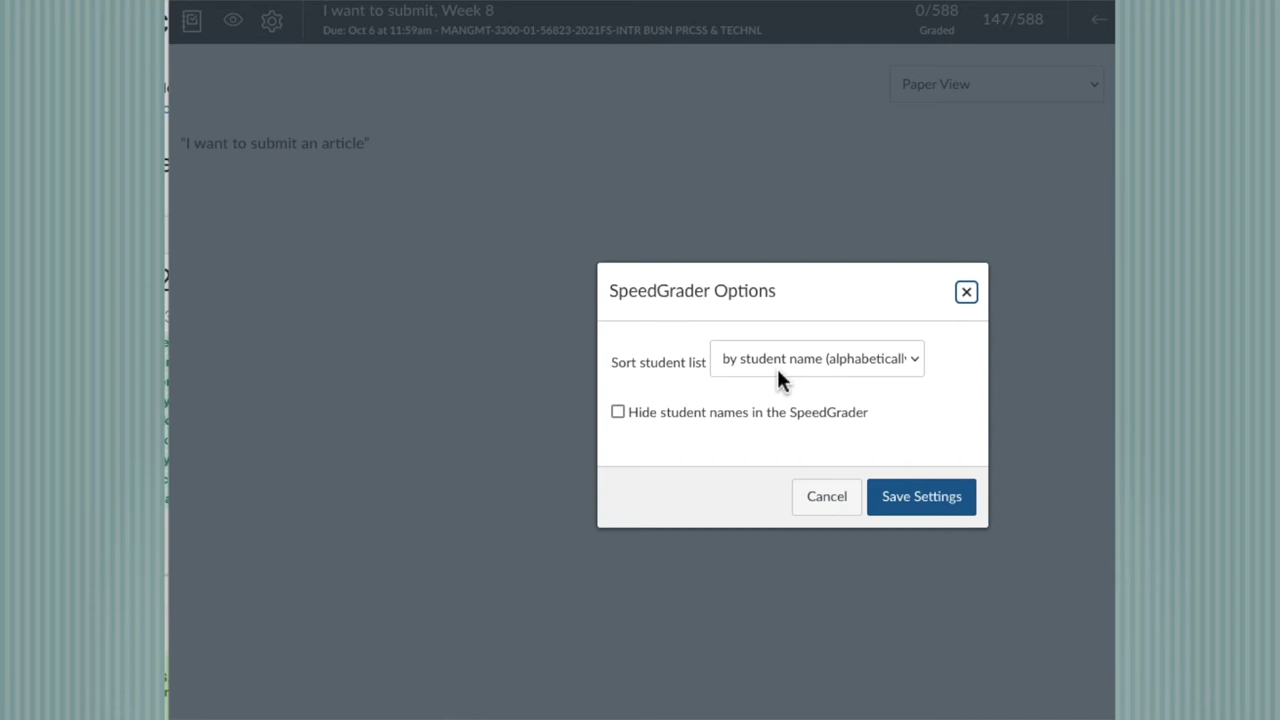 I want to submit, Week 8
Due: Oct 6 at 11:59am - MANGMT-3300-01-56823-2021FS-INTR BUSN PRCSS & TECHNL
0/588
Graded
147/588
Paper View
"I want to submit an article"
SpeedGrader Options
Sort student list
by student name (alphabetically
Hide student names in the SpeedGrader
Cancel
Save Settings